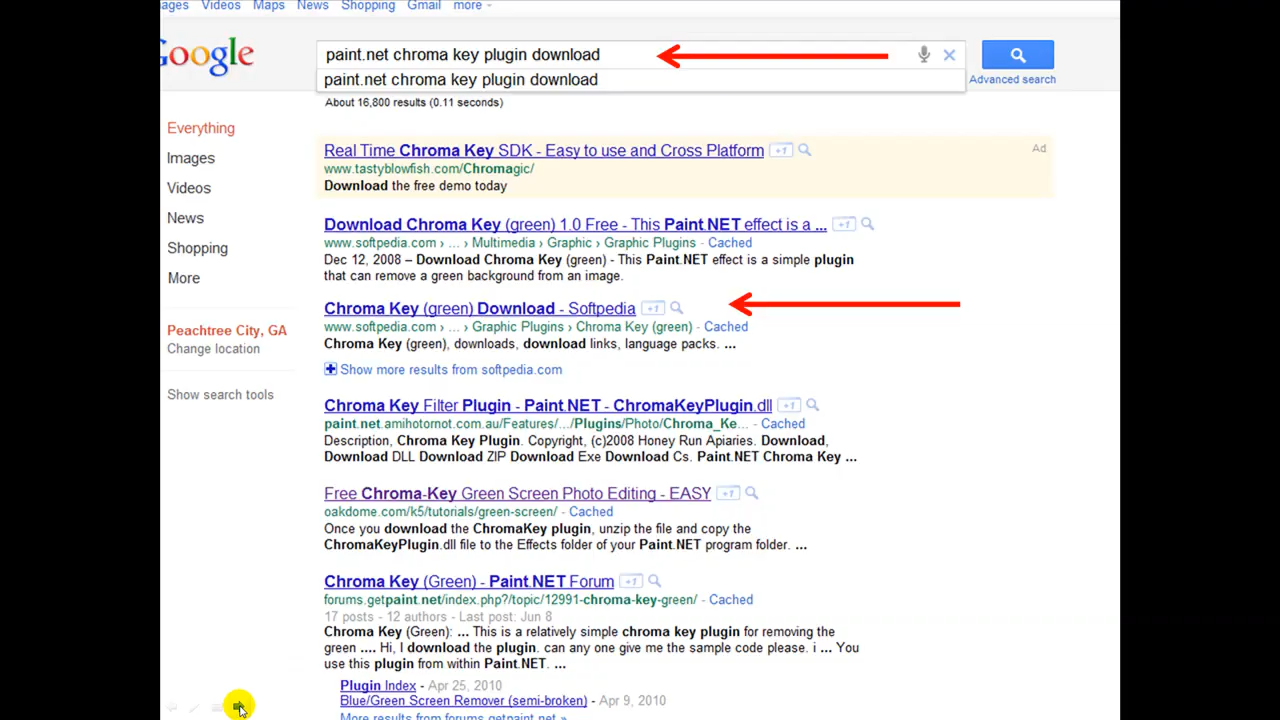 ages Videos Maps News Shopping Gmail more
Google
paint.net chroma key plugin download
paint.net chroma key plugin download
Advanced search
About 16,800 results (0.11 seconds)
Everything
Images
Videos
News
Shopping
More
Peachtree City, GA
Change location
Show search tools
Real Time Chroma Key SDK - Easy to use and Cross Platform +1
Ad
www.tastyblowfish.com/Chromagic/
Download the free demo today
Download Chroma Key (green) 1.0 Free - This Paint.NET effect is a ... +1
www.softpedia.com › ... › Multimedia › Graphic › Graphic Plugins - Cached
Dec 12, 2008 – Download Chroma Key (green) - This Paint.NET effect is a simple plugin
that can remove a green background from an image.
Chroma Key (green) Download - Softpedia +1
www.softpedia.com › ... › Graphic Plugins › Chroma Key (green) - Cached
Chroma Key (green), downloads, download links, language packs. ...
Show more results from softpedia.com
Chroma Key Filter Plugin - Paint.NET - ChromaKeyPlugin.dll +1
paint.net.amihotornot.com.au/Features/.../Plugins/Photo/Chroma_Ke... - Cached
Description, Chroma Key Plugin. Copyright, (c)2008 Honey Run Apiaries. Download,
Download DLL Download ZIP Download Exe Download Cs. Paint.NET Chroma Key ...
Free Chroma-Key Green Screen Photo Editing - EASY +1
oakdome.com/k5/tutorials/green-screen/ - Cached
Once you download the ChromaKey plugin, unzip the file and copy the
ChromaKeyPlugin.dll file to the Effects folder of your Paint.NET program folder. ...
Chroma Key (Green) - Paint.NET Forum +1
forums.getpaint.net/index.php?/topic/12991-chroma-key-green/ - Cached
17 posts - 12 authors - Last post: Jun 8
Chroma Key (Green): ... This is a relatively simple chroma key plugin for removing the
green .... Hi, I download the plugin. can any one give me the sample code please. i ... You
use this plugin from within Paint.NET. ...
Plugin Index - Apr 25, 2010
Blue/Green Screen Remover (semi-broken) - Apr 9, 2010
More results from forums.getpaint.net »